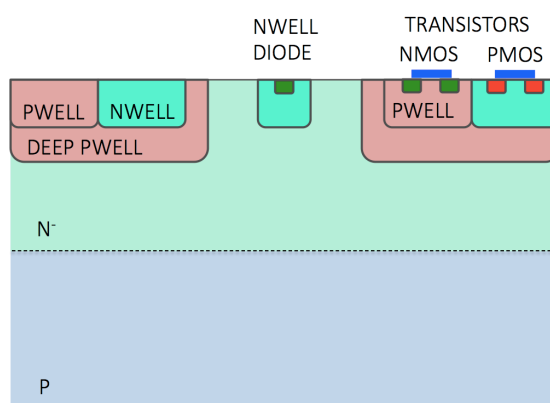 NWELL
DIODE
TRANSISTORS
NMOS
PMOS
PWELL
NWELL
PWELL
DEEP PWELL
N-
P